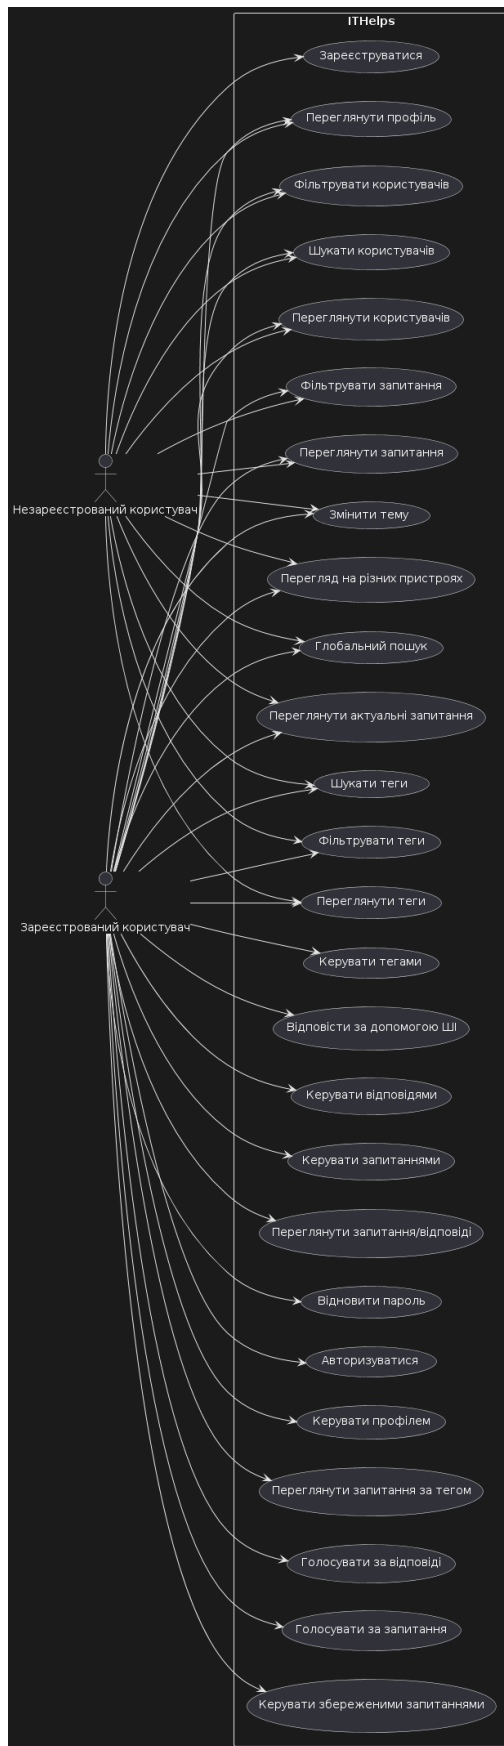 ITHelps
Зареєструватися
Переглянути профіль
Фільтрувати користувачів
Шукати користувачів
Переглянути користувачів
Фільтрувати запитання
Переглянути запитання
Незареєстрований користувач
Змінити тему
Перегляд на різних пристроях
Глобальний пошук
Переглянути актуальні запитання
Шукати теги
Фільтрувати теги
Переглянути теги
Зареєстрований користувач
Керувати тегами
Відповісти за допомогою ШІ
Керувати відповідями
Керувати запитаннями
Переглянути запитання/відповіді
Відновити пароль
Авторизуватися
Керувати профілем
Переглянути запитання за тегом
Голосувати за відповіді
Голосувати за запитання
Керувати збереженими запитаннями